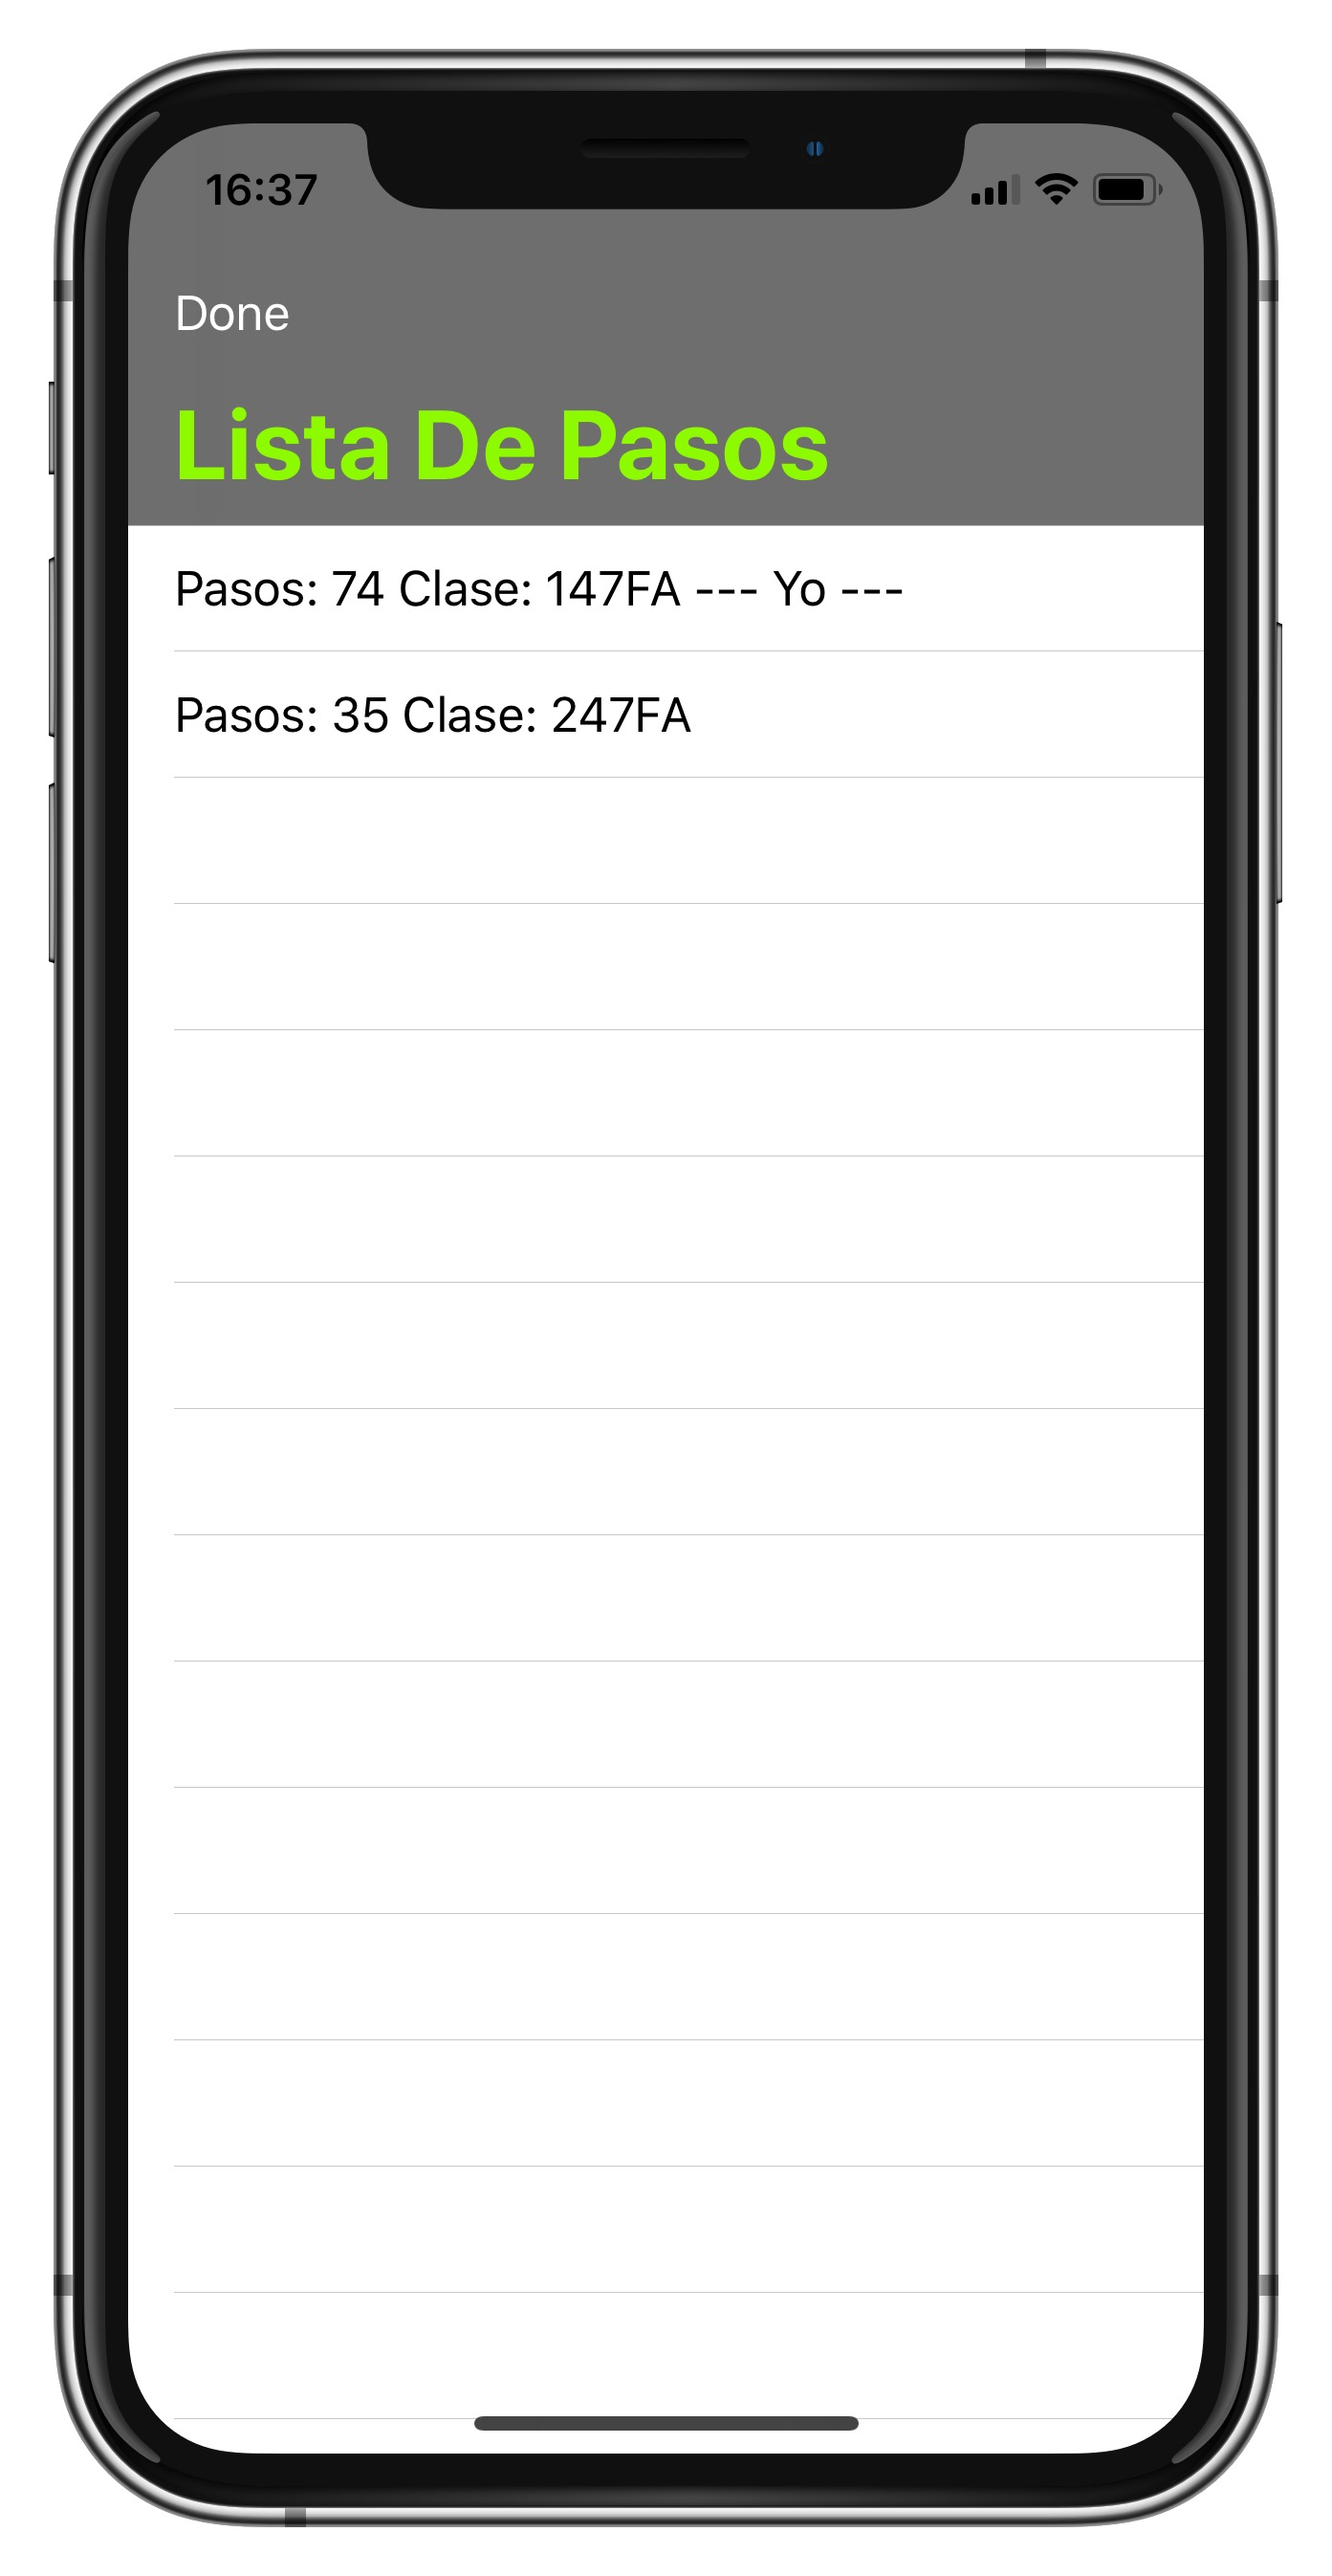 16:37
Done
Lista De Pasos
Pasos: 74 Clase: 147FA --- Yo ---
Pasos: 35 Clase: 247FA